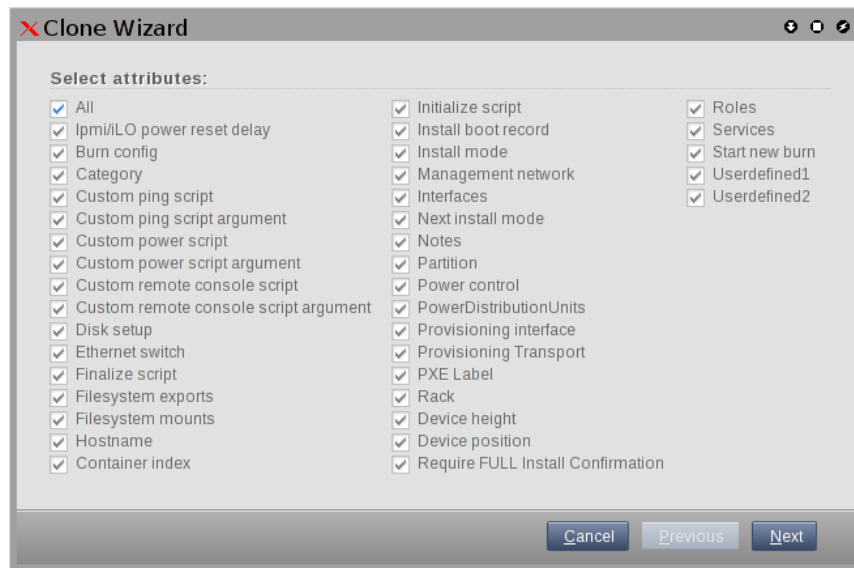 Clone Wizard
Select attributes:
All
Ipmi/iLO power reset delay
Burn config
Category
Custom ping script
Custom ping script argument
Custom power script
Custom power script argument
Custom remote console script
Custom remote console script argument
Disk setup
Ethernet switch
Finalize script
Filesystem exports
Filesystem mounts
Hostname
Container index
Initialize script
Install boot record
Install mode
Management network
Interfaces
Next install mode
Notes
Partition
Power control
PowerDistributionUnits
Provisioning interface
Provisioning Transport
PXE Label
Rack
Device height
Device position
Require FULL Install Confirmation
Roles
Services
Start new burn
Userdefined1
Userdefined2
Cancel
Previous
Next